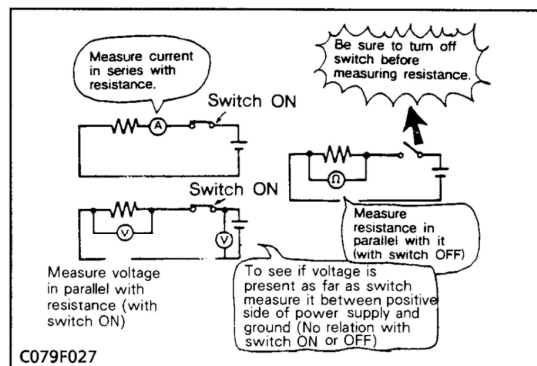 Measure current
in series with
resistance.
Be sure to turn off
switch before
measuring resistance.
Switch ON
A
Switch ON
Ω
V
V
Measure
resistance in
parallel with it
(with switch OFF)
Measure voltage
in parallel with
resistance (with
switch ON)
To see if voltage is
present as far as switch
measure it between positive
side of power supply and
ground (No relation with
switch ON or OFF)
C079F027